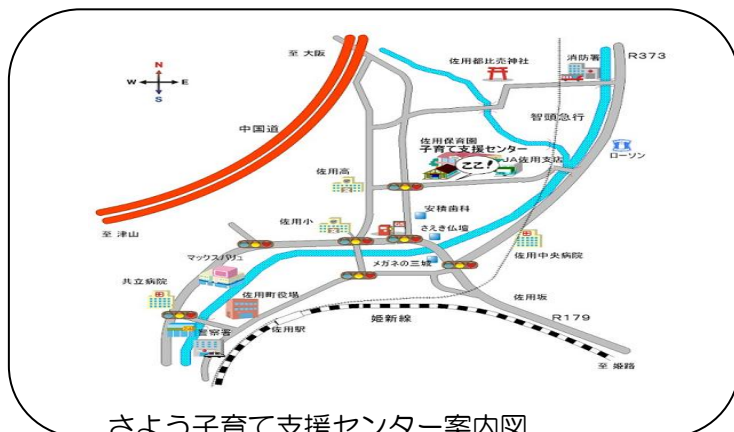 至 大阪
佐用都比売神社
消防署
R373
N
W
E
S
中国道
智頭急行
佐用保育園
子育て支援センター
ここ!
JA佐用支店
ローソン
佐用高
安積歯科
佐用小
GS
さえき仏壇
至 津山
マックスバリュ
メガネの三城
佐用中央病院
共立病院
佐用町役場
佐用坂
警察署
佐用駅
姫新線
R179
至 姫路
さよう子育て支援センター案内図